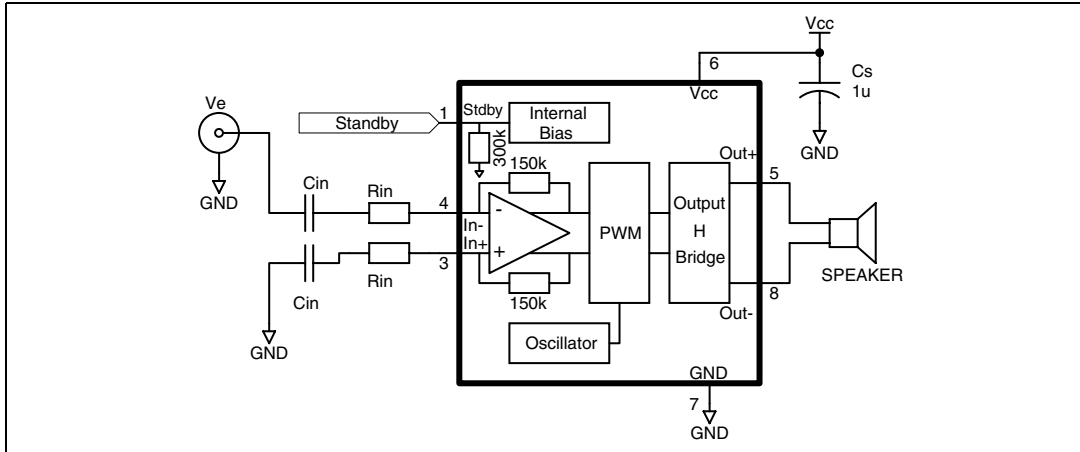 Vcc
6
Cs
1u
Vcc
GND
Ve
GND
Standby
1
Stdby
Internal
Bias
300k
150k
Out+
5
Cin
Rin
4
In-
In+
-
+
PWM
Output
H
Bridge
SPEAKER
3
Rin
Cin
GND
150k
8
Out-
Oscillator
GND
7
GND